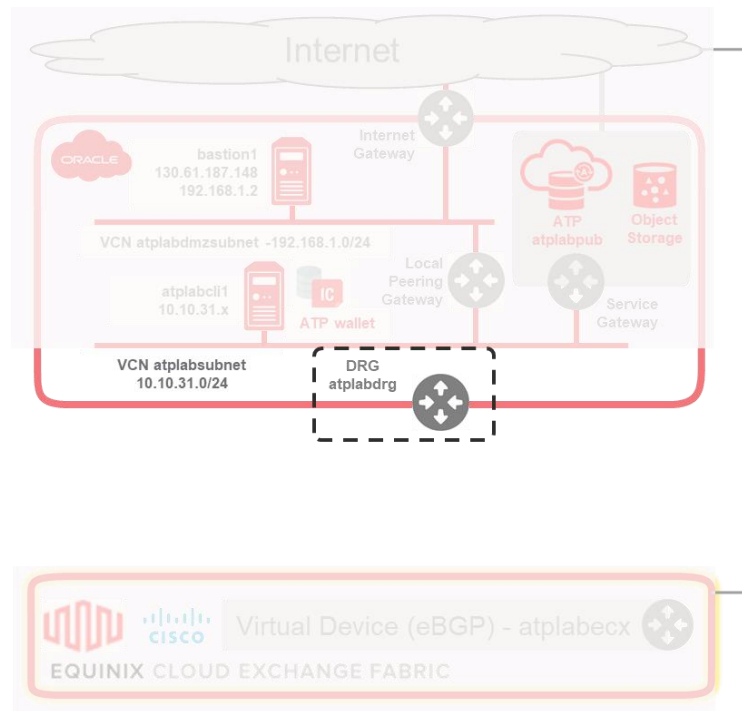 Internet
Internet
Gateway
ORACLE
bastion1
130.61.187.148
192.168.1.2
ATP
atplabpub
Object
Storage
VCN atplabdmzsubnet -192.168.1.0/24
Local
Peering
Gateway
atplabcli1
10.10.31.x
IC
ATP wallet
Service
Gateway
VCN atplabsubnet
10.10.31.0/24
DRG
atplabdrg
CISCO
Virtual Device (eBGP) - atplabecx
EQUINIX CLOUD EXCHANGE FABRIC